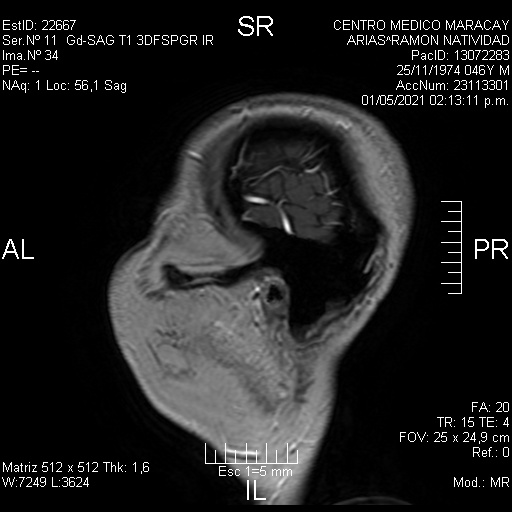 SR
EstID: 22667
Ser.Nº 11 Gd-SAG T1 3DFSPGR IR
Ima.Nº 34
PE= --
NAq: 1 Loc: 56,1 Sag
CENTRO MEDICO MARACAY
ARIAS^RAMON NATIVIDAD
PacID: 13072283
25/11/1974 046Y M
AccNum: 23113301
01/05/2021 02:13:11 p.m.
AL
PR
FA: 20
TR: 15 TE: 4
FOV: 25 x 24,9 cm
Ref.: 0
Matriz 512 x 512 Thk: 1,6
W:7249 L:3624
Esc 1=5 mm
IL
Mod.: MR